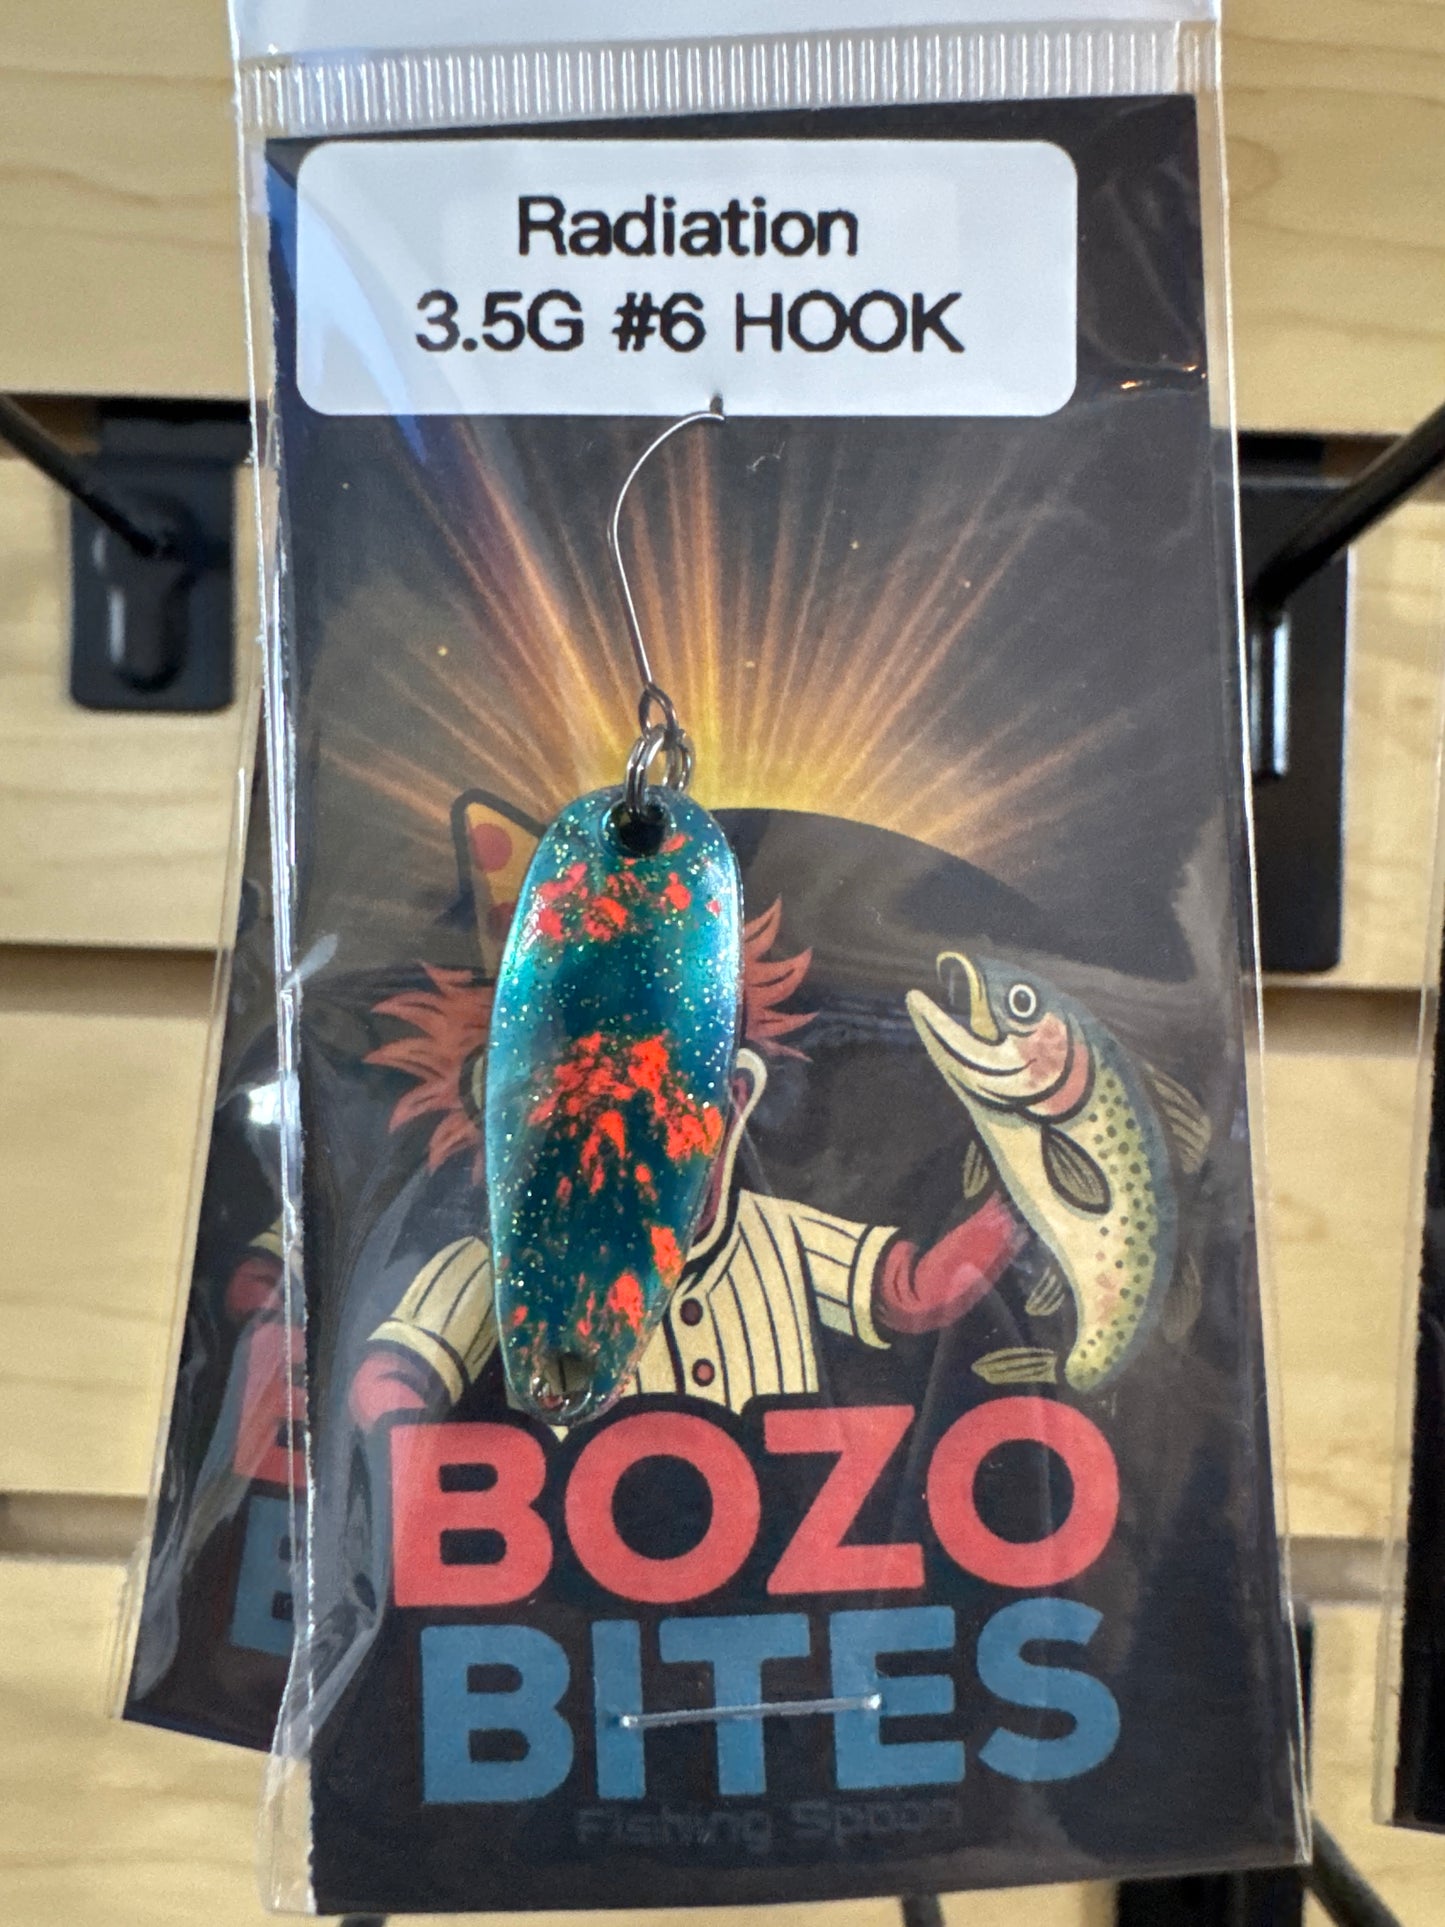 Radiation
3.5G #6 HOOK
BOZO
BITES
Fishing Spoon